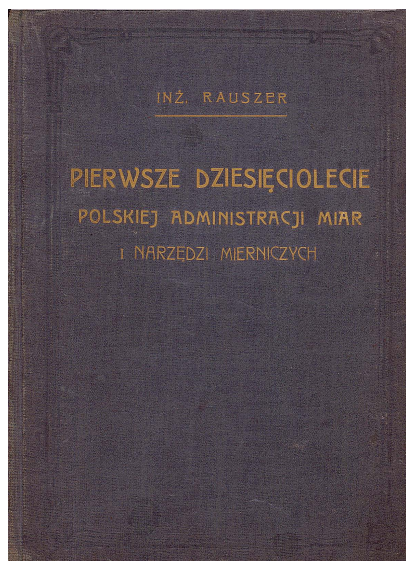 INŻ. RAUSZER
PIERWSZE DZIESIĘCIOLECIE
POLSKIEJ ADMINISTRACJI MIAR
I NARZĘDZI MIERNICZYCH